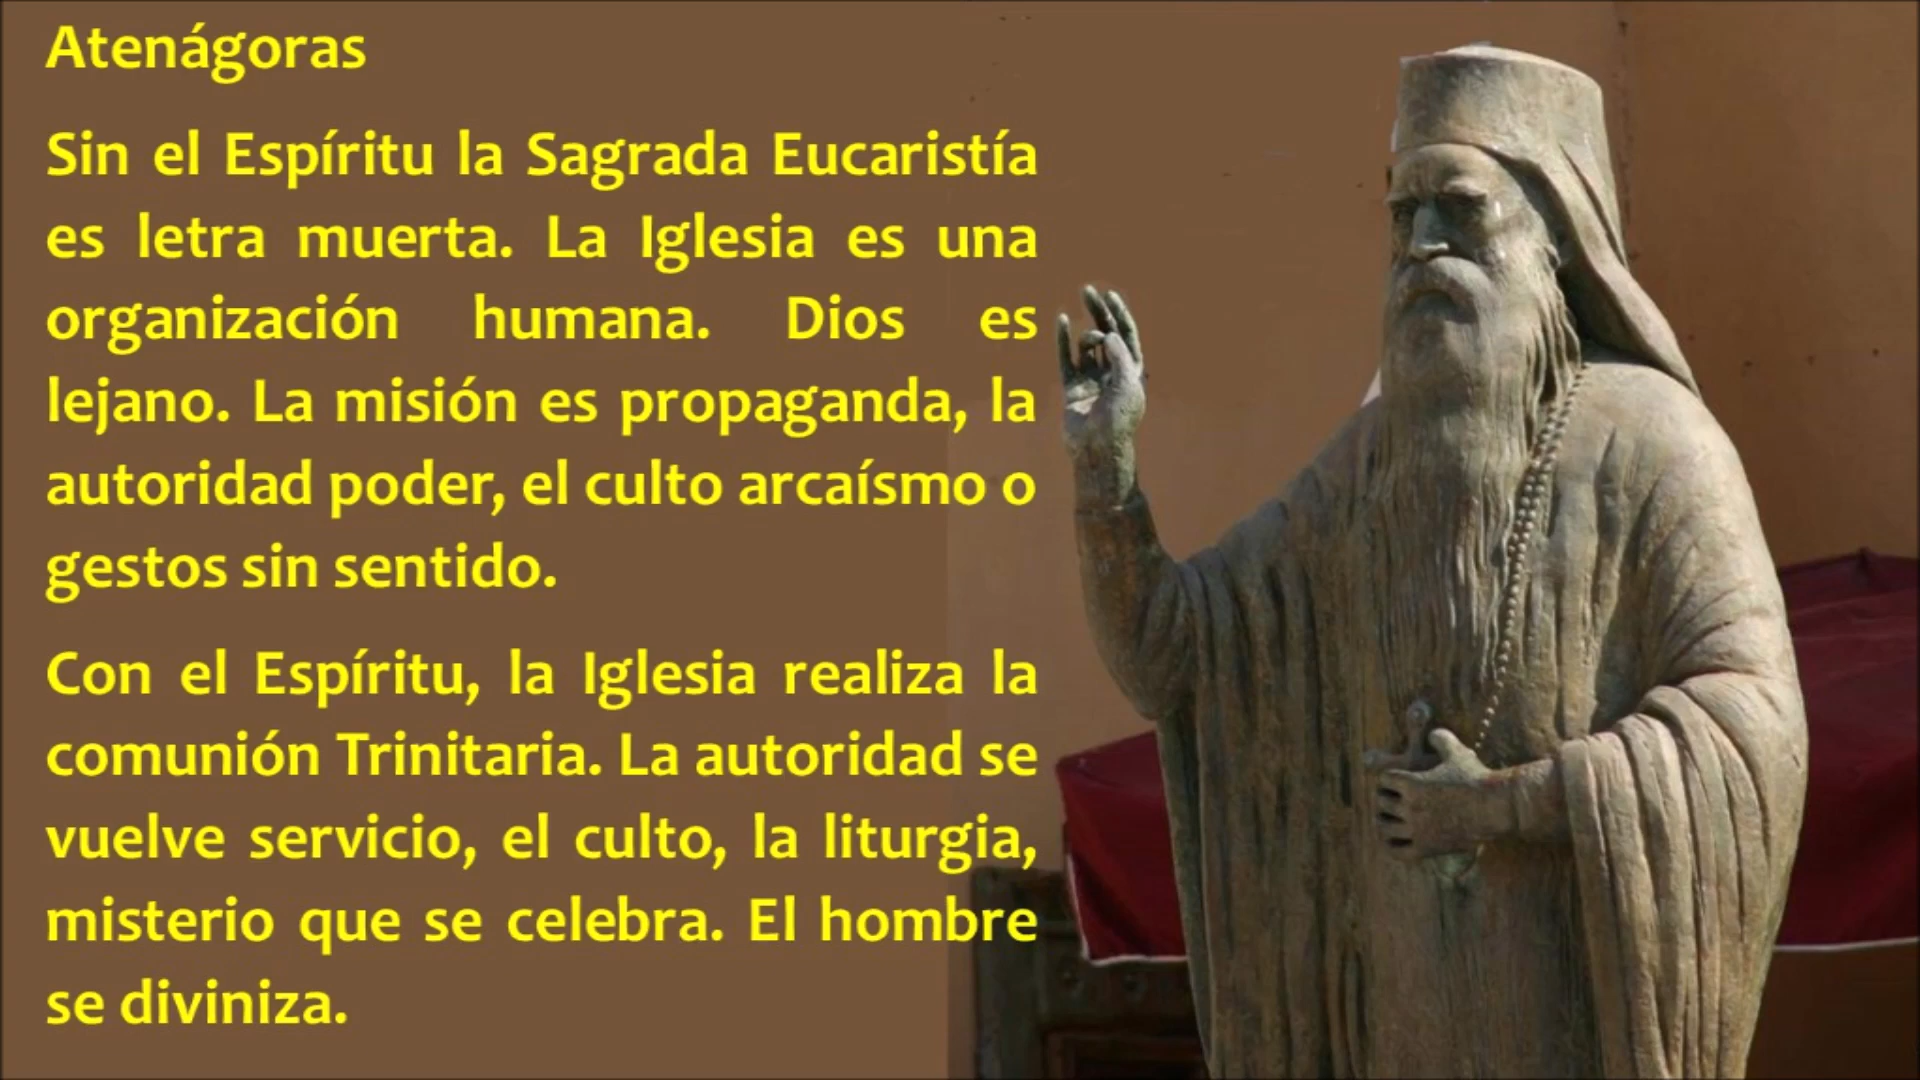 Atenágoras
Sin el Espíritu la Sagrada Eucaristía
es letra muerta. La Iglesia es una
organización humana. Dios es
lejano. La misión es propaganda, la
autoridad poder, el culto arcaísmo o
gestos sin sentido.
Con el Espíritu, la Iglesia realiza la
comunión Trinitaria. La autoridad se
vuelve servicio, el culto, la liturgia,
misterio que se celebra. El hombre
se diviniza.